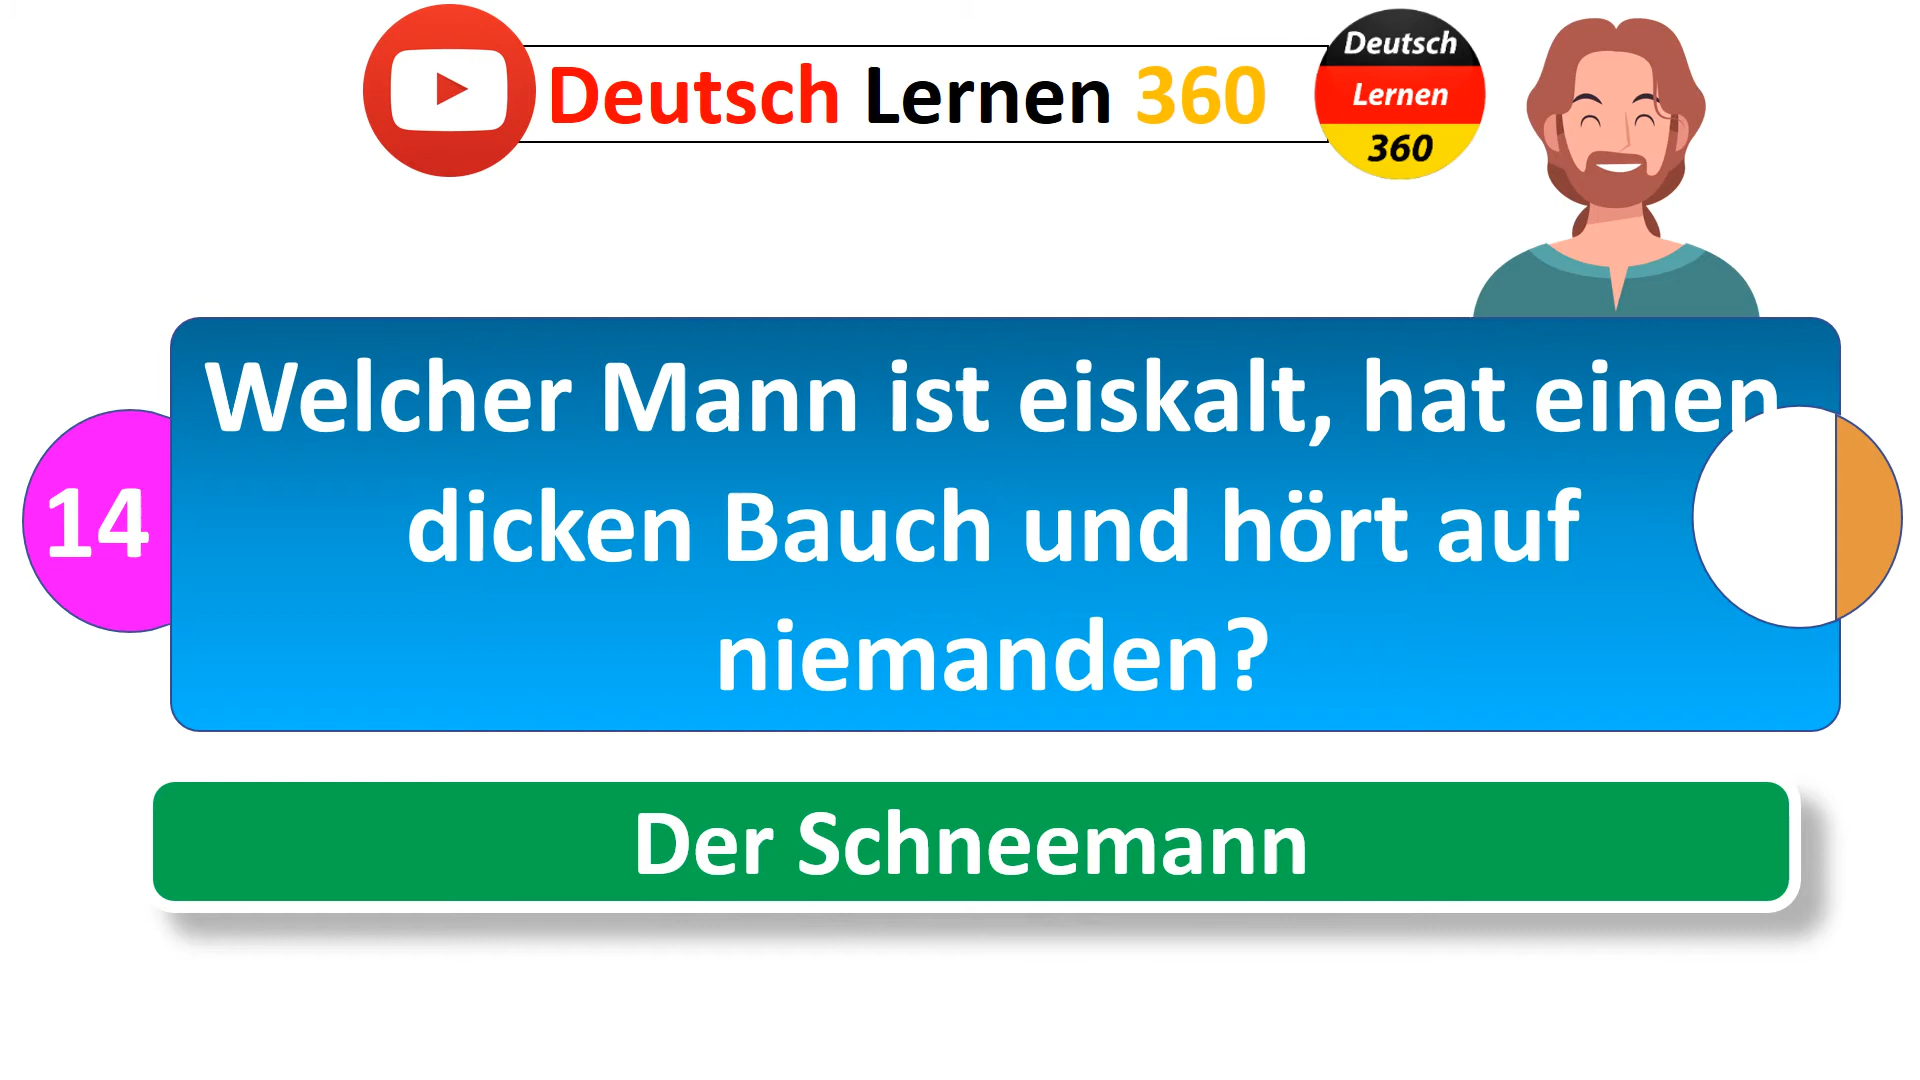 Deutsch Lernen 360
Deutsch
Lernen
360
Welcher Mann ist eiskalt, hat einen
14
dicken Bauch und hört auf
niemanden?
Der Schneemann